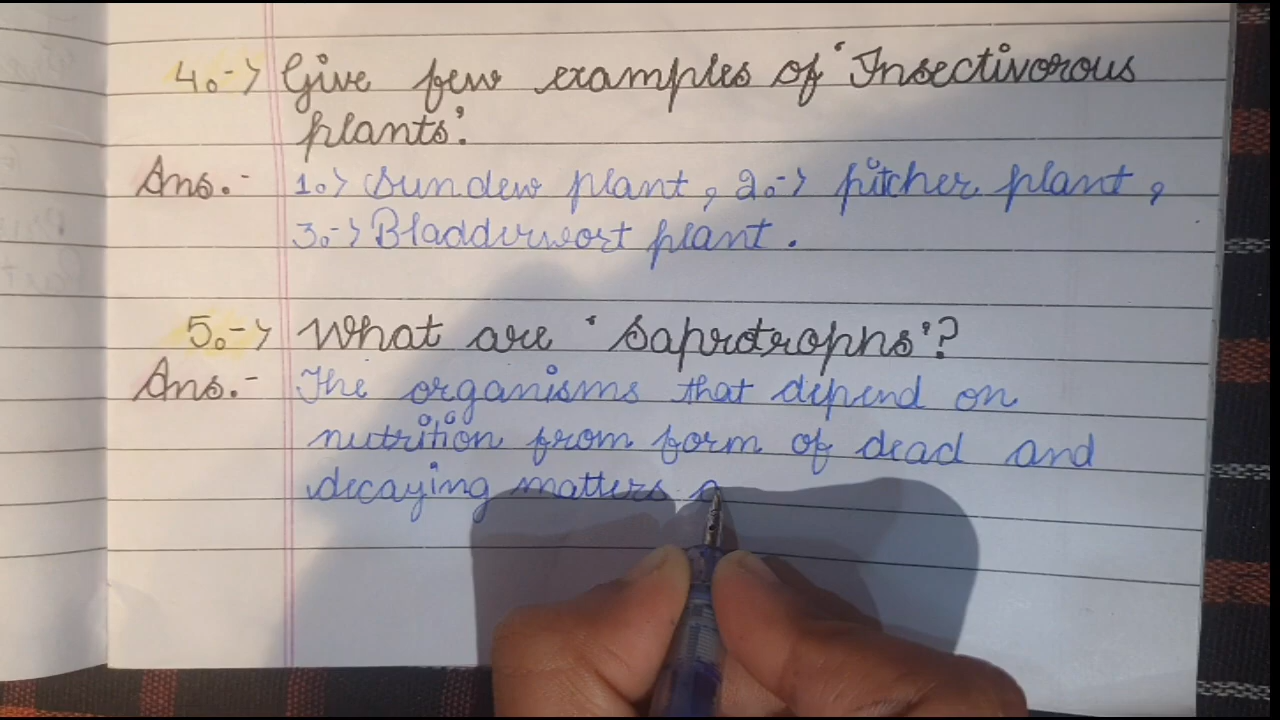 4.-> Give few examples of 'Insectivorous
plants'.
Ans.- 1.> Sundew plant, 2.-> pitcher plant,
3.-> Bladderwort plant.
5.-> What are 'Saprotrophs'?
Ans.- The organisms that depend on
nutrition from form of dead and
decaying matters